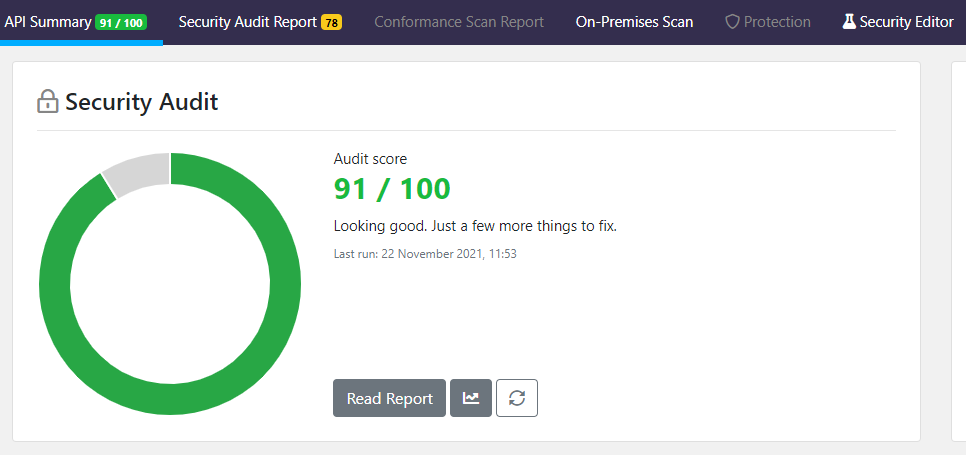 API Summary 91 / 100 Security Audit Report 78 Conformance Scan Report On-Premises Scan Protection Security Editor
Security Audit
Audit score
91 / 100
Looking good. Just a few more things to fix.
Last run: 22 November 2021, 11:53
Read Report